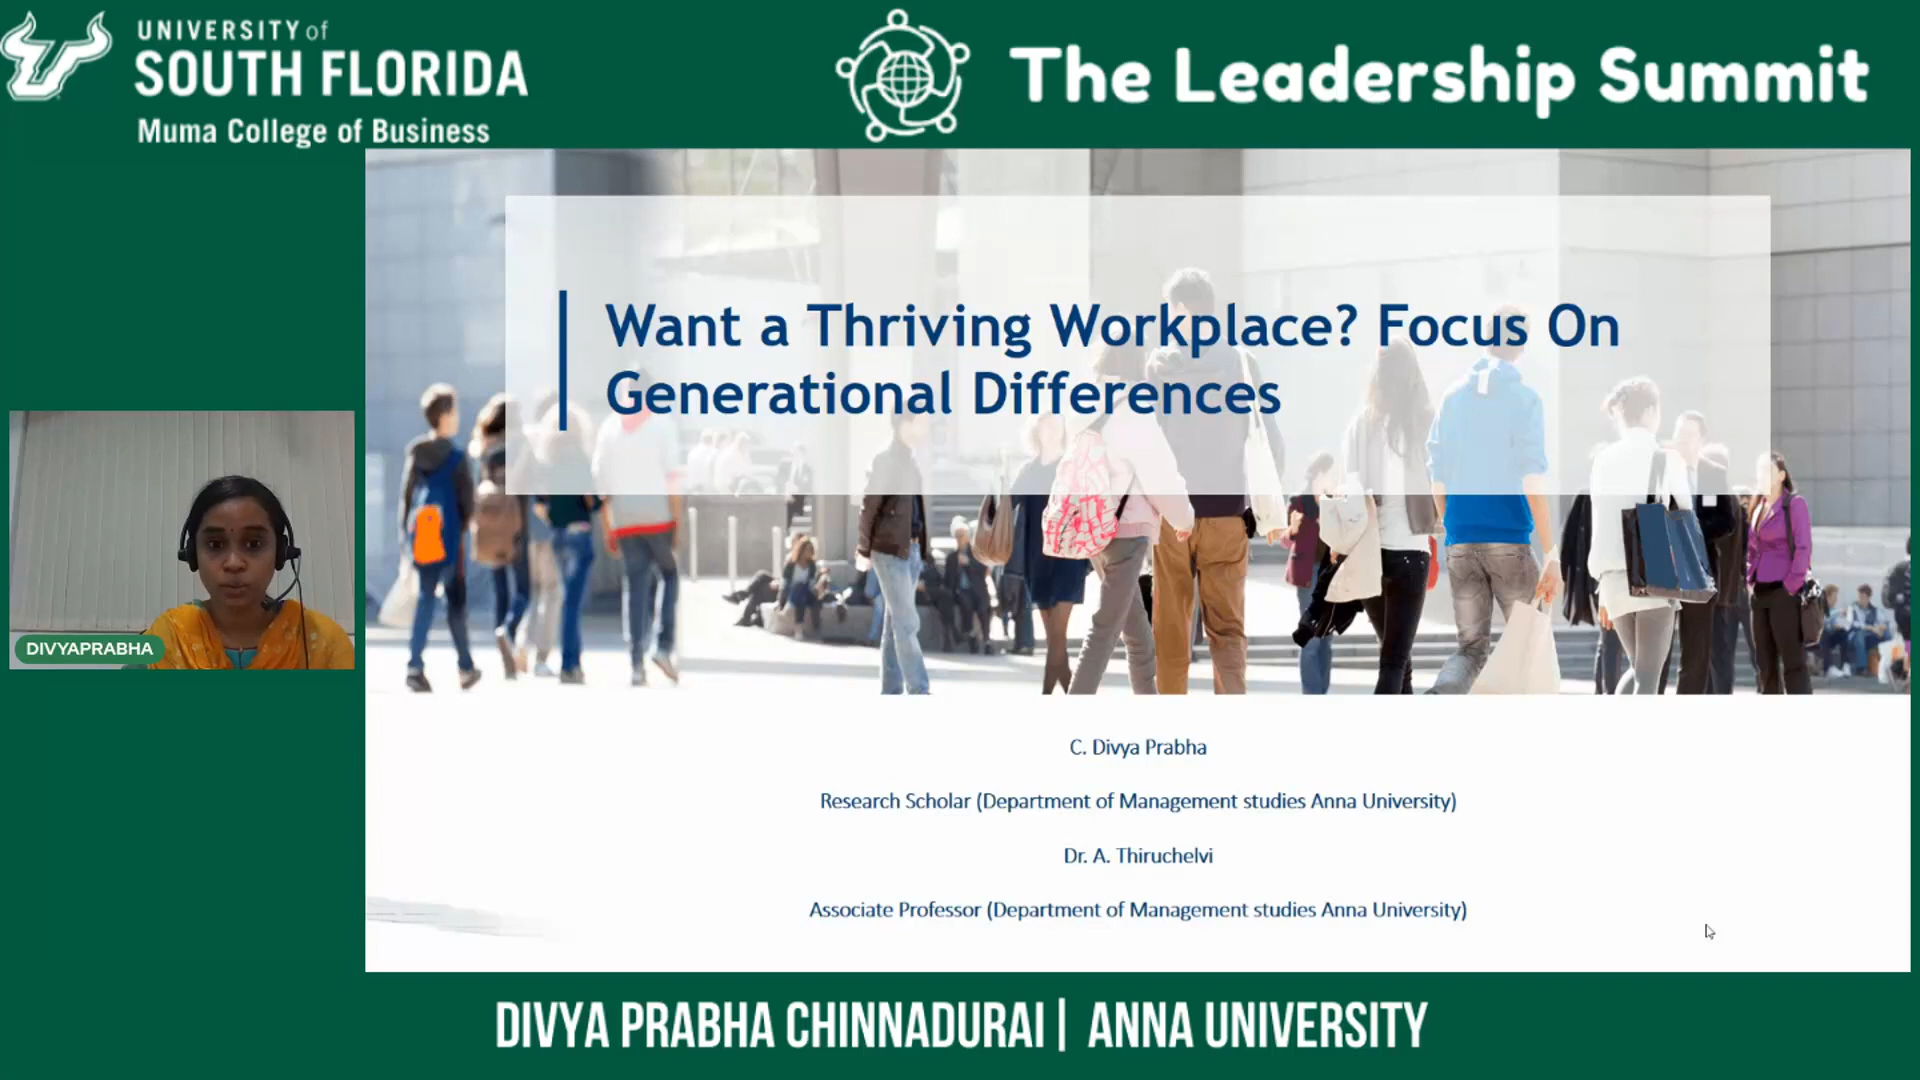 UNIVERSITY of
SOUTH FLORIDA
Muma College of Business
The Leadership Summit
Want a Thriving Workplace? Focus On
Generational Differences
DIVYAPRABHA
C. Divya Prabha
Research Scholar (Department of Management studies Anna University)
Dr. A. Thiruchelvi
Associate Professor (Department of Management studies Anna University)
DIVYA PRABHA CHINNADURAI | ANNA UNIVERSITY